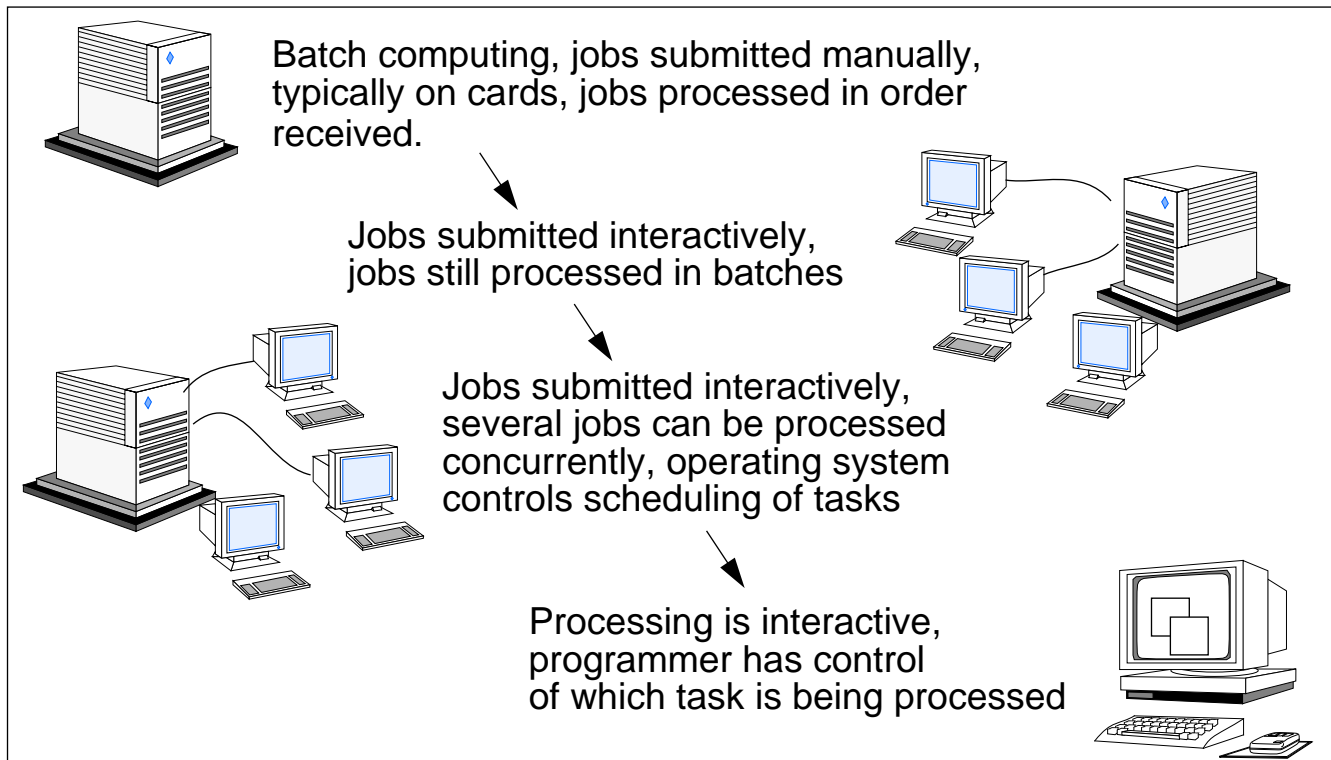 Batch computing, jobs submitted manually,
typically on cards, jobs processed in order
received.
Jobs submitted interactively,
jobs still processed in batches
Jobs submitted interactively,
several jobs can be processed
concurrently, operating system
controls scheduling of tasks
Processing is interactive,
programmer has control
of which task is being processed